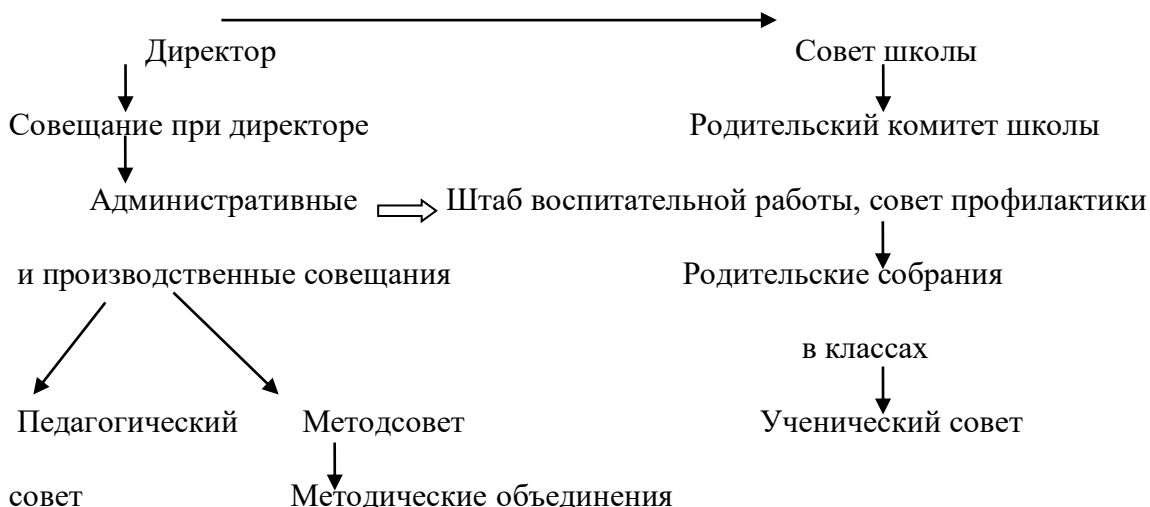 Директор Совет школы
Совещание при директоре Родительский комитет школы
Административные Штаб воспитательной работы, совет профилактики
и производственные совещания Родительские собрания
в классах
Педагогический Методсовет Ученический совет
совет Методические объединения